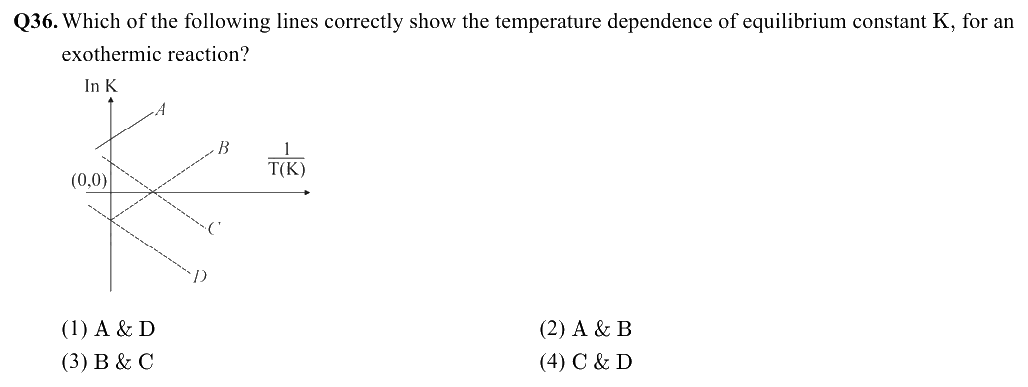 Q36. Which of the following lines correctly show the temperature dependence of equilibrium constant K, for an
exothermic reaction?
In K
A
B
1
T(K)
(0,0)
C
D
(1) A & D
(2) A & B
(3) B & C
(4) C & D